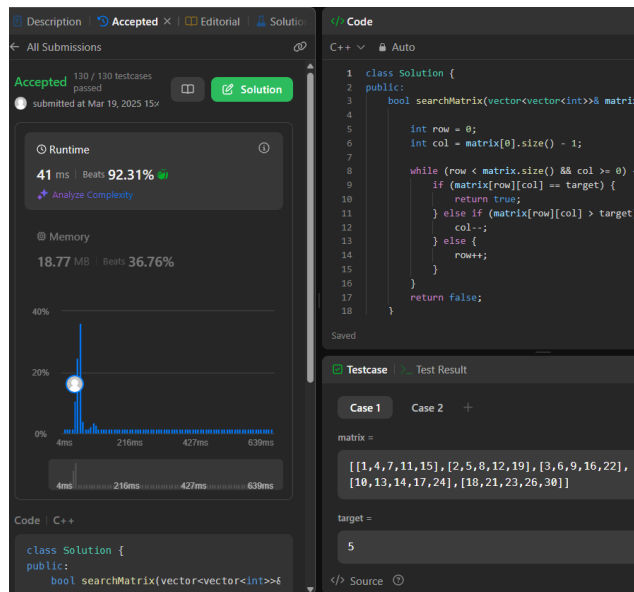 Description
Accepted ×
Editorial
Solutio
All Submissions
Accepted 130 / 130 testcases passed
submitted at Mar 19, 2025 15:4
Solution
Runtime
41 ms Beats 92.31%
Analyze Complexity
Memory
18.77 MB Beats 36.76%
40%
20%
0%
4ms 216ms 427ms 639ms
4ms 216ms 427ms 639ms
Code | C++
class Solution {
public:
bool searchMatrix(vector<vector<int>>&
</> Code
C++ Auto
1 class Solution {
2 public:
3 bool searchMatrix(vector<vector<int>>& matri
4
5 int row = 0;
6 int col = matrix[0].size() - 1;
7
8 while (row < matrix.size() && col >= 0)
9 if (matrix[row][col] == target) {
10 return true;
11 } else if (matrix[row][col] > target
12 col--;
13 } else {
14 row++;
15 }
16 }
17 return false;
18 }
Saved
Testcase
>_ Test Result
Case 1 Case 2 +
matrix =
[[1,4,7,11,15],[2,5,8,12,19],[3,6,9,16,22],
[10,13,14,17,24],[18,21,23,26,30]]
target =
5
</> Source